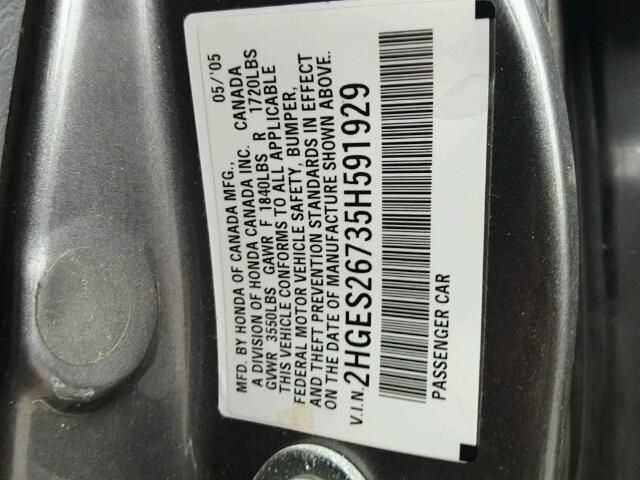 MFD. BY HONDA OF CANADA MFG., 05/'05
A DIVISION OF HONDA CANADA INC. CANADA
GVWR 3550LBS GAWR F 1840LBS R 1720LBS
THIS VEHICLE CONFORMS TO ALL APPLICABLE
FEDERAL MOTOR VEHICLE SAFETY, BUMPER,
AND THEFT PREVENTION STANDARDS IN EFFECT
ON THE DATE OF MANUFACTURE SHOWN ABOVE.
V.I.N. 2HGES26735H591929
PASSENGER CAR